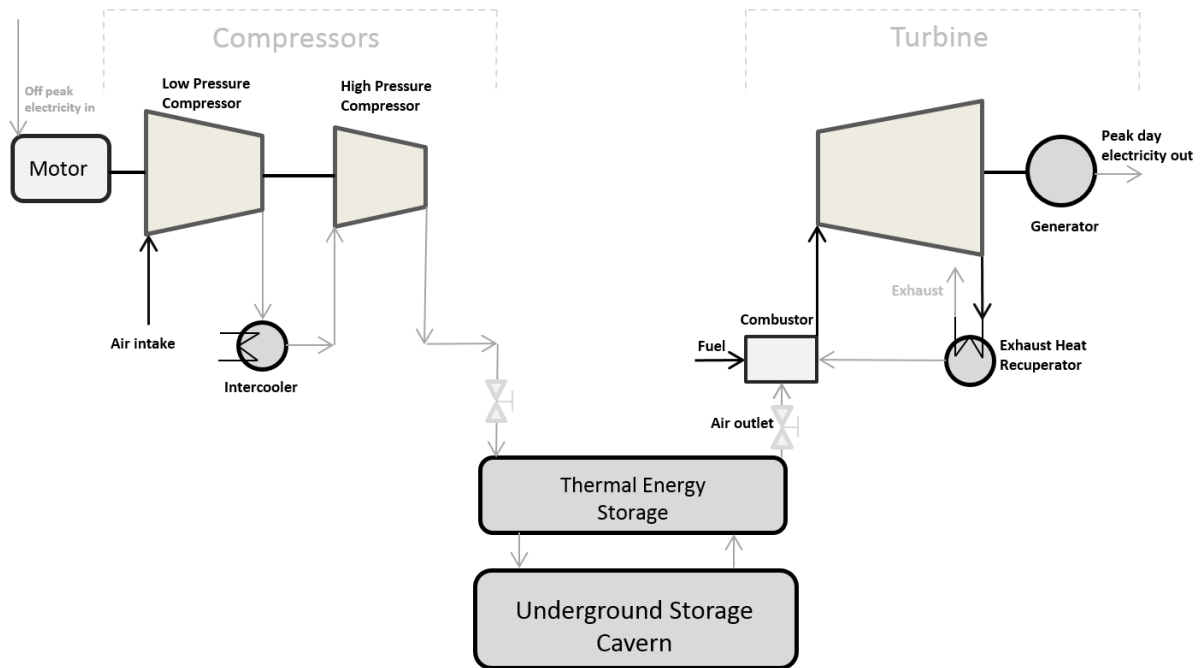 Compressors
Turbine
Low Pressure
Compressor
High Pressure
Compressor
Off peak
electricity in
Motor
Peak day
electricity out
Generator
Air intake
Intercooler
Exhaust
Combustor
Fuel
Exhaust Heat
Recuperator
Air outlet
Thermal Energy
Storage
Underground Storage
Cavern